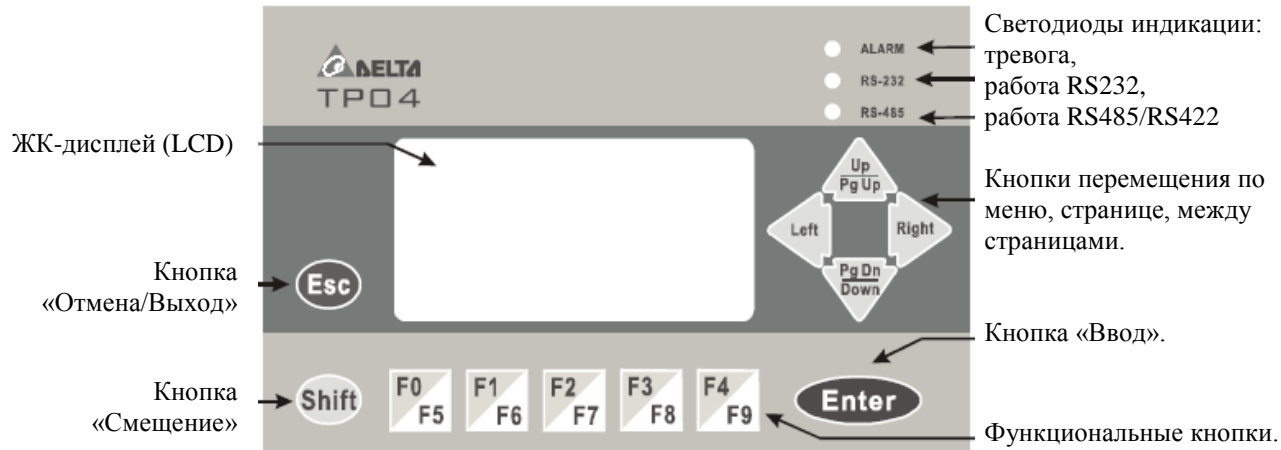 Светодиоды индикации:
тревога,
работа RS232,
работа RS485/RS422
ALARM
RS-232
RS-485
DELTA
TP04
ЖК-дисплей (LCD)
Up
Pg Up
Left
Right
Pg Dn
Down
Кнопки перемещения по
меню, странице, между
страницами.
Кнопка
«Отмена/Выход»
Esc
Кнопка «Ввод».
Кнопка
«Смещение»
Shift
F0
F5
F1
F6
F2
F7
F3
F8
F4
F9
Enter
Функциональные кнопки.